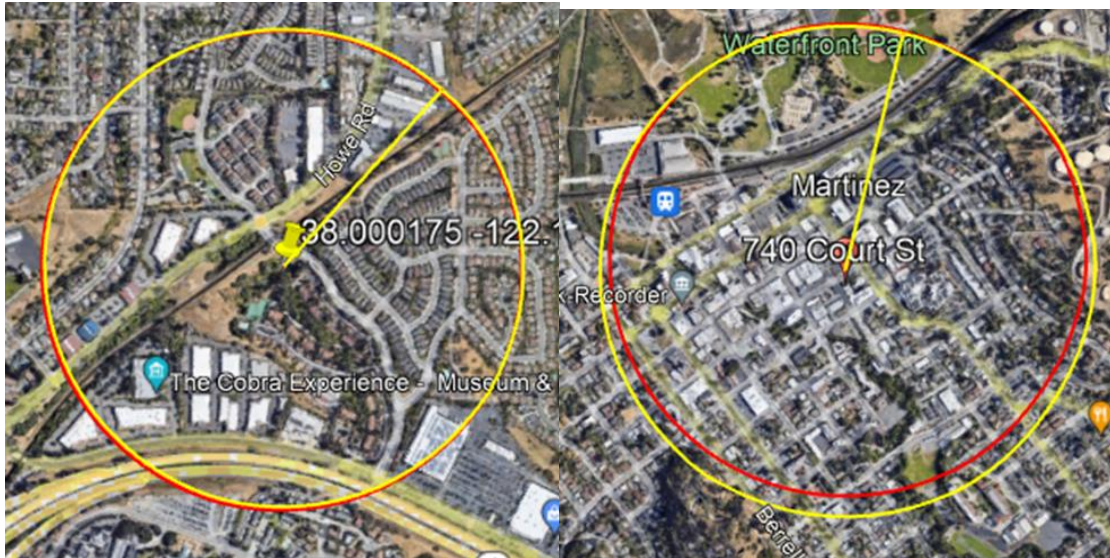 Howe Rd
38.000175 -122.1
The Cobra Experience - Museum &
Waterfront Park
Martinez
740 Court St
-Recorder